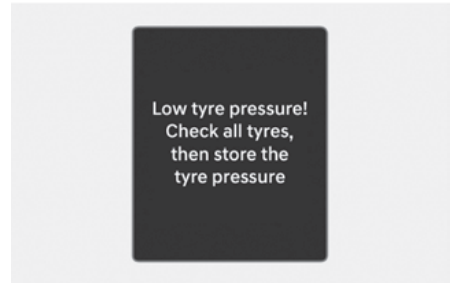 Low tyre pressure!
Check all tyres,
then store the
tyre pressure